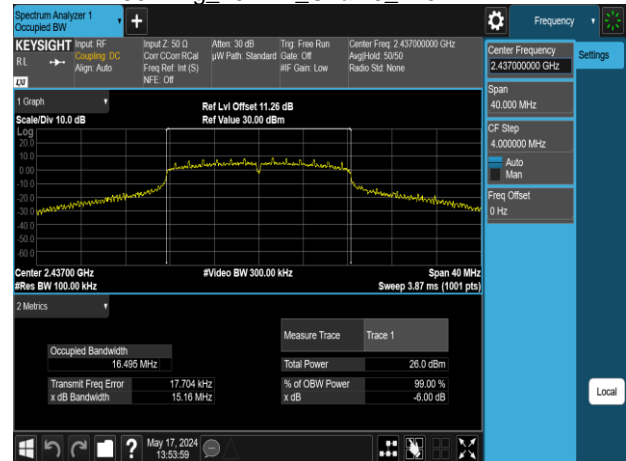 Spectrum Analyzer 1
Occupied BW
Frequency
KEYSIGHT
RL
LXI
Input: RF
Coupling: DC
Align: Auto
Input Z: 50 Ω
Corr CCorr RCal
Freq Ref: Int (S)
NFE: Off
Atten: 30 dB
µW Path: Standard
Trig: Free Run
Gate: Off
#IF Gain: Low
Center Freq: 2.437000000 GHz
Avg|Hold: 50/50
Radio Std: None
Center Frequency
2.437000000 GHz
Settings
Span
40.000 MHz
CF Step
4.000000 MHz
Auto
Man
Freq Offset
0 Hz
Local
1 Graph
Scale/Div 10.0 dB
Ref Lvl Offset 11.26 dB
Ref Value 30.00 dBm
Log
20.0
10.0
0.00
-10.0
-20.0
-30.0
-40.0
-50.0
-60.0
Center 2.43700 GHz
#Res BW 100.00 kHz
#Video BW 300.00 kHz
Span 40 MHz
Sweep 3.87 ms (1001 pts)
2 Metrics
Measure Trace Trace 1
Occupied Bandwidth
16.495 MHz
Total Power 26.0 dBm
Transmit Freq Error 17.704 kHz
% of OBW Power 99.00 %
x dB Bandwidth 15.16 MHz
x dB -6.00 dB
May 17, 2024
13:53:59